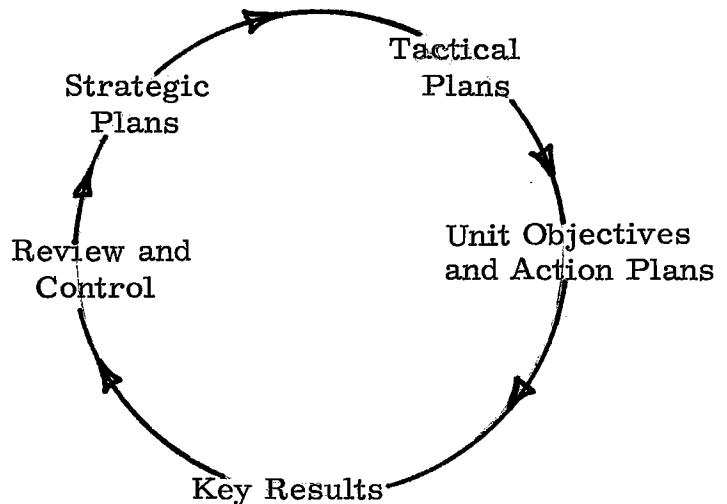 Tactical
Plans
Strategic
Plans
Unit Objectives
and Action Plans
Review and
Control
Key Results